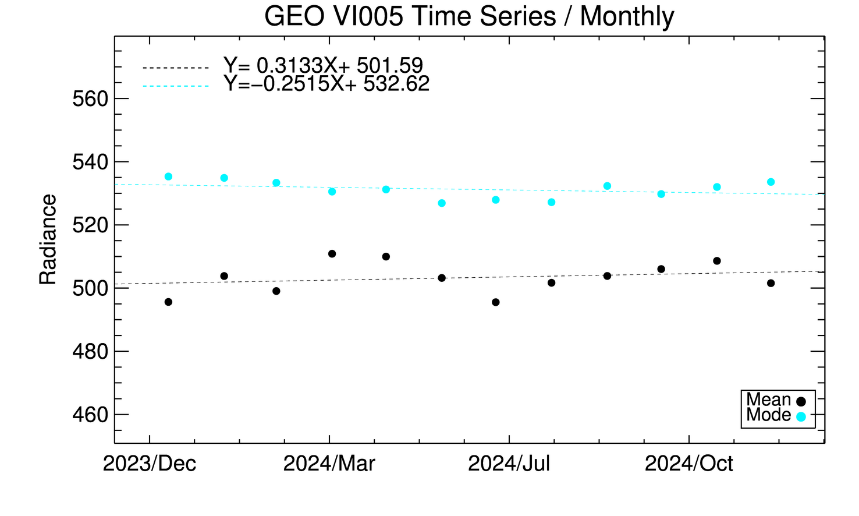 GEO VI005 Time Series / Monthly
Y= 0.3133X+ 501.59
Y=−0.2515X+ 532.62
560
540
520
500
480
460
Radiance
Mean
Mode
2023/Dec 2024/Mar 2024/Jul 2024/Oct